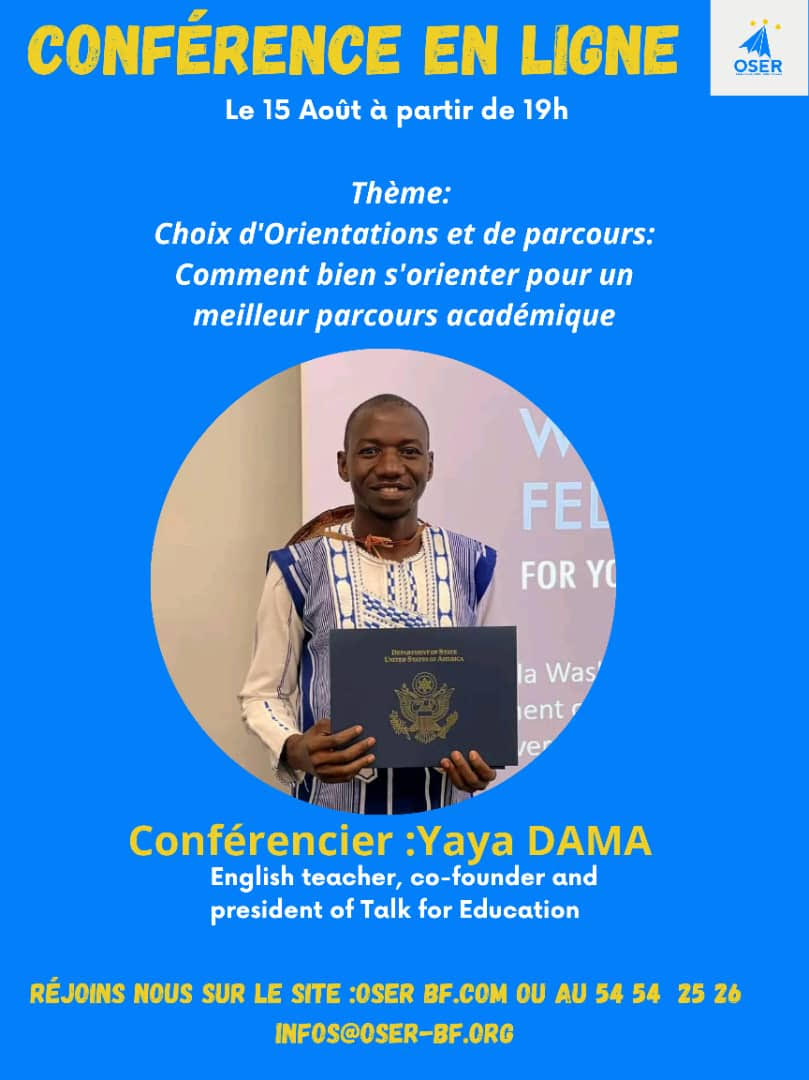 CONFÉRENCE EN LIGNE
OSER
Le 15 Août à partir de 19h
Thème:
Choix d'Orientations et de parcours:
Comment bien s'orienter pour un
meilleur parcours académique
FOR
DEPARTMENT OF STATE
UNITED STATES OF AMERICA
Conférencier :Yaya DAMA
English teacher, co-founder and
president of Talk for Education
RÉJOINS NOUS SUR LE SITE :OSER BF.COM OU AU 54 54 25 26
INFOS@OSER-BF.ORG